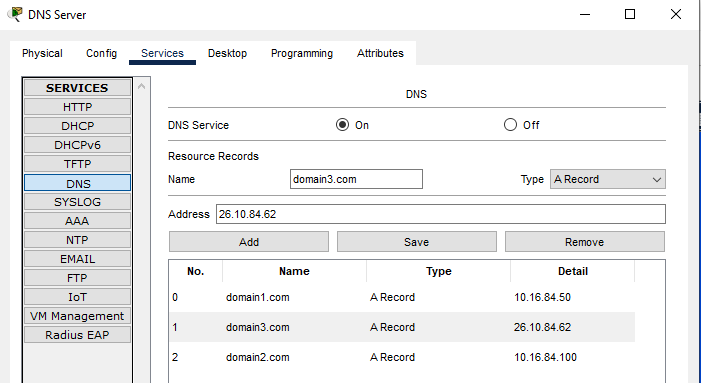 DNS Server
Physical Config Services Desktop Programming Attributes
SERVICES
HTTP
DHCP
DHCPv6
TFTP
DNS
SYSLOG
AAA
NTP
EMAIL
FTP
IoT
VM Management
Radius EAP
DNS
DNS Service On Off
Resource Records
Name domain3.com Type A Record
Address 26.10.84.62
Add Save Remove
No. Name Type Detail
0 domain1.com A Record 10.16.84.50
1 domain3.com A Record 26.10.84.62
2 domain2.com A Record 10.16.84.100